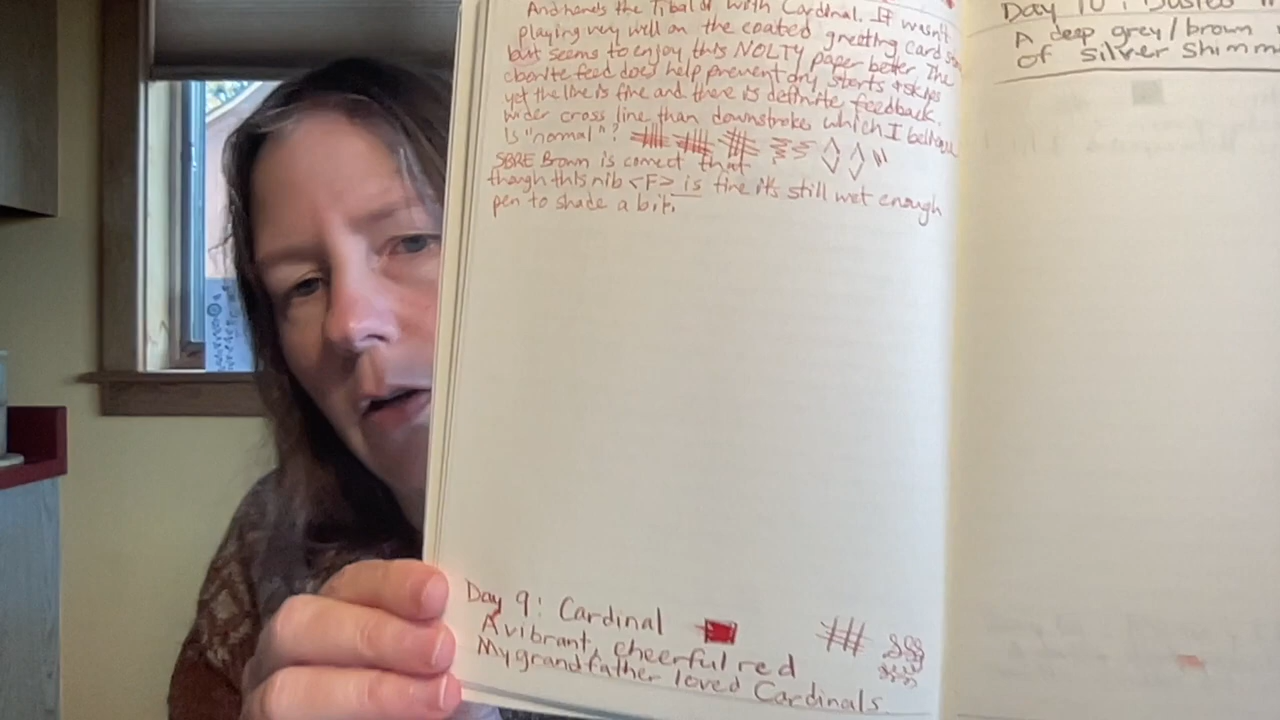 And hands the Tibaldi with Cardinal. It wasn't
playing very well on the coated greeting card
but seems to enjoy this NOLTY paper better. The
ebonite feed does help prevent dry starts & skips
yet the line is fine and there is definite feedback.
wider cross line than downstroke which I believe
is "normal"?
SBRE Brown is correct that
though this nib <F> is fine it's still wet enough
pen to shade a bit.
Day 9: Cardinal
A vibrant, cheerful red
My grandfather loved Cardinals.
Day 10:
A deep grey/brown
of silver